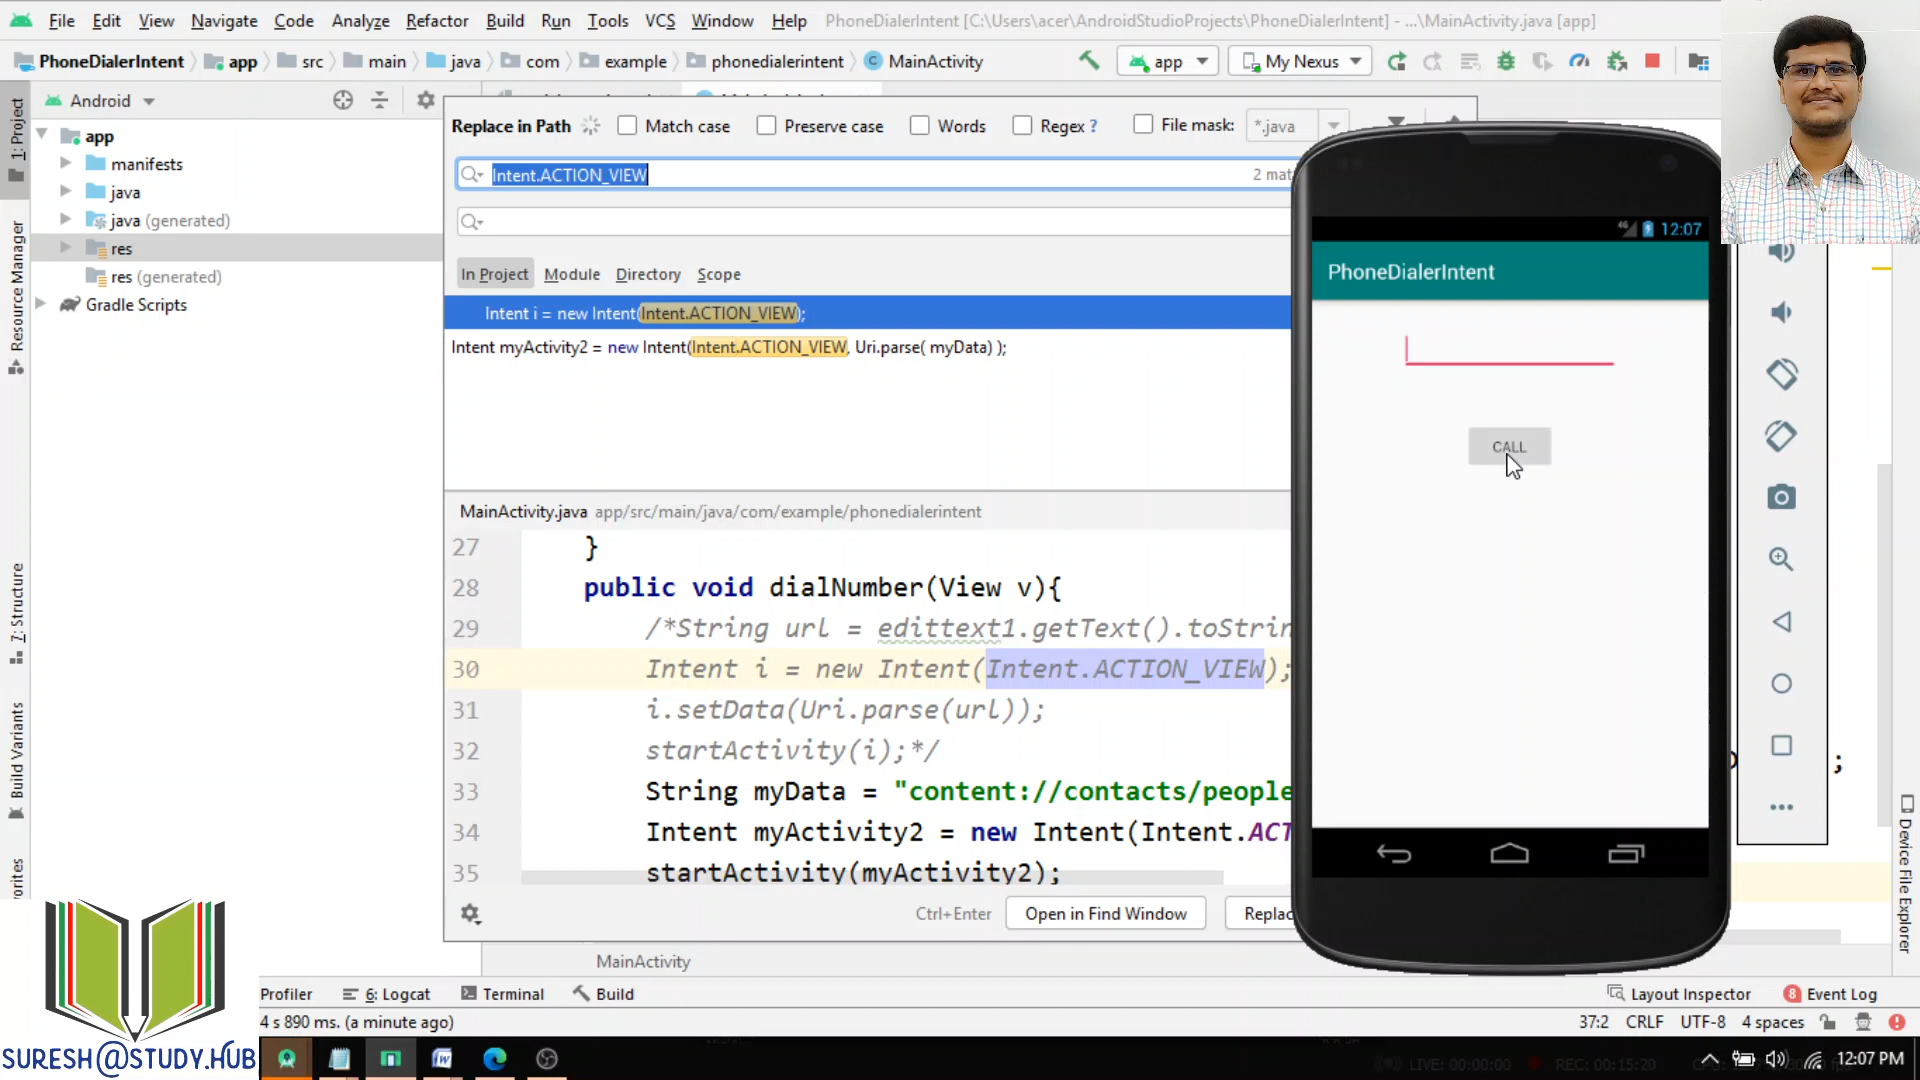 File Edit View Navigate Code Analyze Refactor Build Run Tools VCS Window Help PhoneDialerIntent [C:\Users\acer\AndroidStudioProjects\PhoneDialerIntent] - ...\MainActivity.java [app]
PhoneDialerIntent app src main java com example phonedialerintent MainActivity app My Nexus
Android
1: Project
Resource Manager
7: Structure
Build Variants
app
manifests
java
java (generated)
res
res (generated)
Gradle Scripts
Replace in Path Match case Preserve case Words Regex ? File mask: *.java
Intent.ACTION_VIEW 2 mat
In Project Module Directory Scope
Intent i = new Intent(Intent.ACTION_VIEW);
Intent myActivity2 = new Intent(Intent.ACTION_VIEW, Uri.parse( myData) );
MainActivity.java app/src/main/java/com/example/phonedialerintent
27 }
28 public void dialNumber(View v){
29 /*String url = edittext1.getText().toStrin
30 Intent i = new Intent(Intent.ACTION_VIEW);
31 i.setData(Uri.parse(url));
32 startActivity(i);*/
33 String myData = "content://contacts/people
34 Intent myActivity2 = new Intent(Intent.ACT
35 startActivity(myActivity2);
;
Ctrl+Enter Open in Find Window Replac
MainActivity
12:07
PhoneDialerIntent
CALL
Device File Explorer
Profiler 6: Logcat Terminal Build Layout Inspector 8 Event Log
4 s 890 ms. (a minute ago) 37:2 CRLF UTF-8 4 spaces
SURESH@STUDY.HUB
LIVE: 00:00:00 REC: 00:15:20
12:07 PM